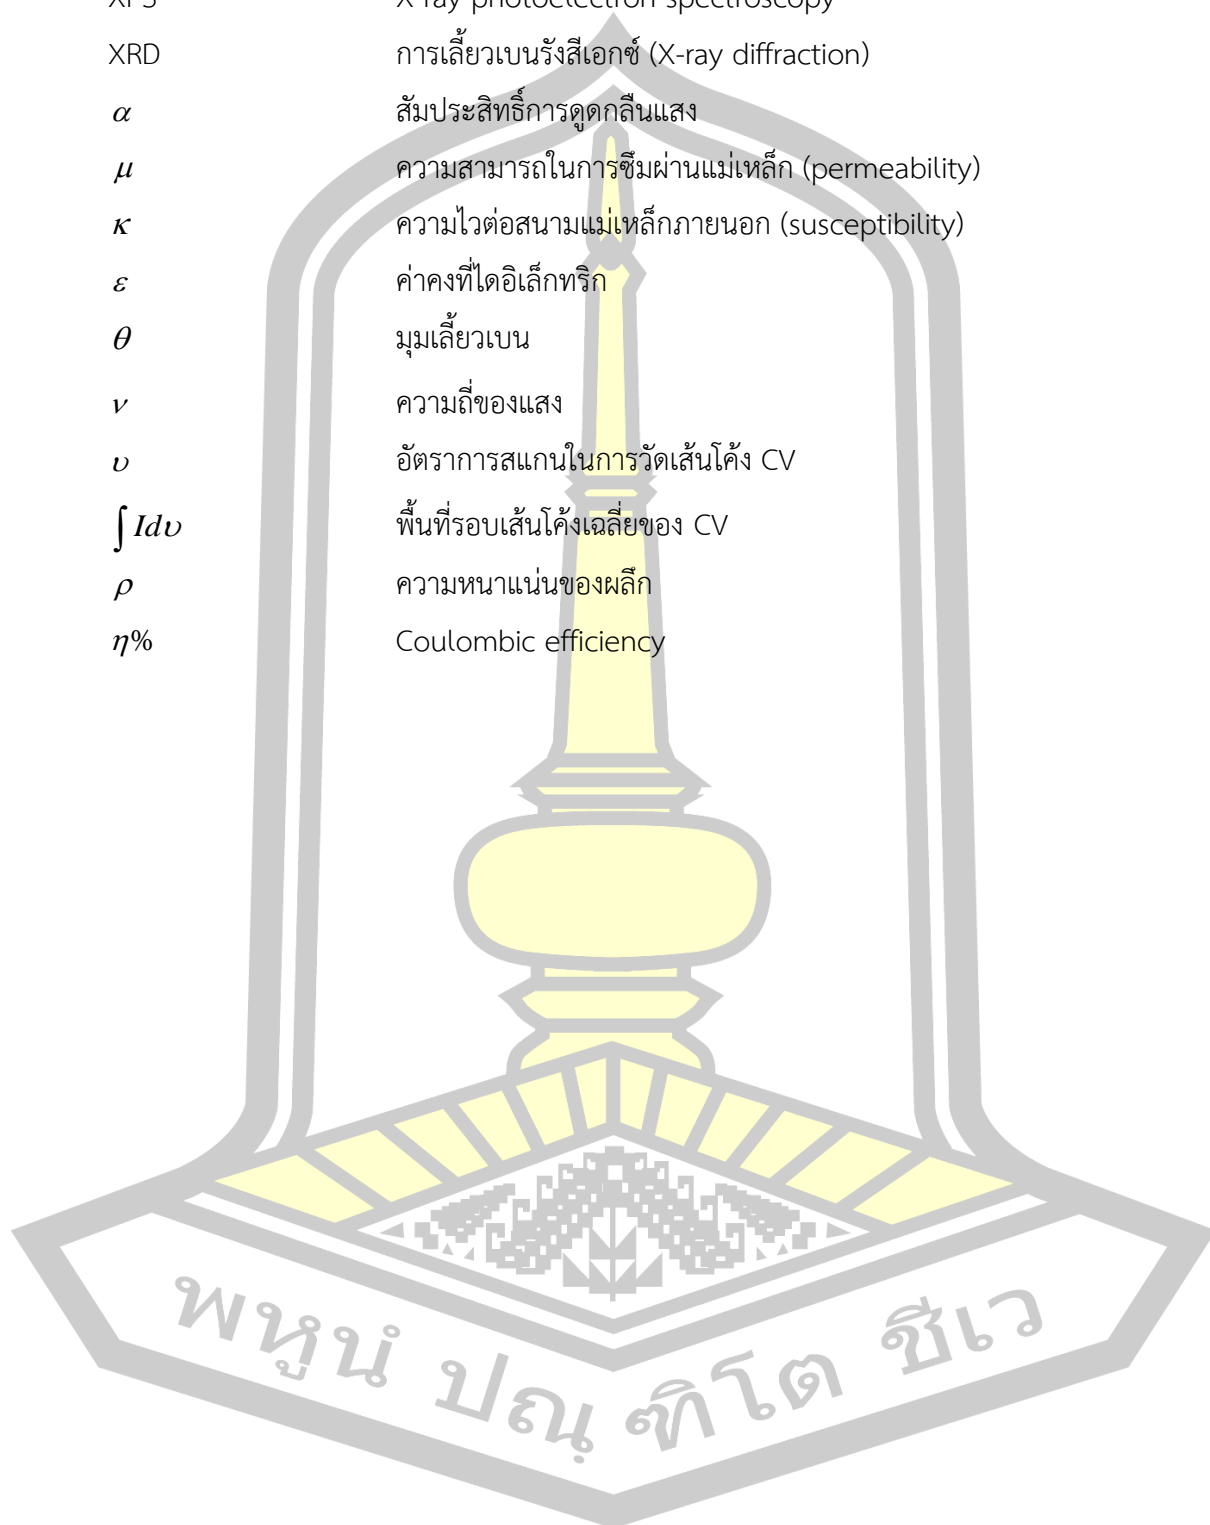 XPS X-ray photoelectron spectroscopy
XRD การเลี้ยวเบนรังสีเอกซ์ (X-ray diffraction)
α สัมประสิทธิ์การดูดกลืนแสง
μ ความสามารถในการซึมผ่านแม่เหล็ก (permeability)
κ ความไวต่อสนามแม่เหล็กภายนอก (susceptibility)
ε ค่าคงที่ไดอิเล็กทริก
θ มุมเลี้ยวเบน
ν ความถี่ของแสง
υ อัตราการสแกนในการวัดเส้นโค้ง CV
∫Idυ พื้นที่รอบเส้นโค้งเฉลี่ยของ CV
ρ ความหนาแน่นของผลึก
η% Coulombic efficiency
พหูนํ ปณฺฑิโต ชีเว